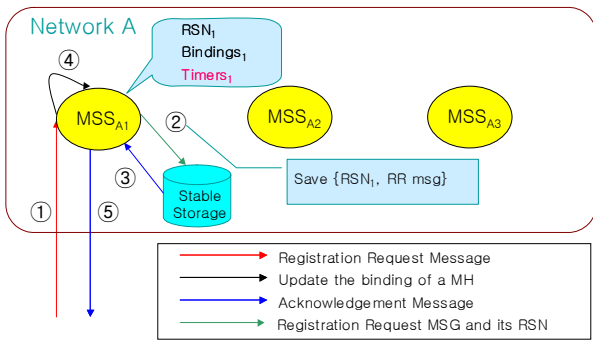 Network A
RSN1
Bindings1
Timers1
④
MSSA1
MSSA2
MSSA3
②
③
Save {RSN1, RR msg}
Stable
Storage
①
⑤
Registration Request Message
Update the binding of a MH
Acknowledgement Message
Registration Request MSG and its RSN